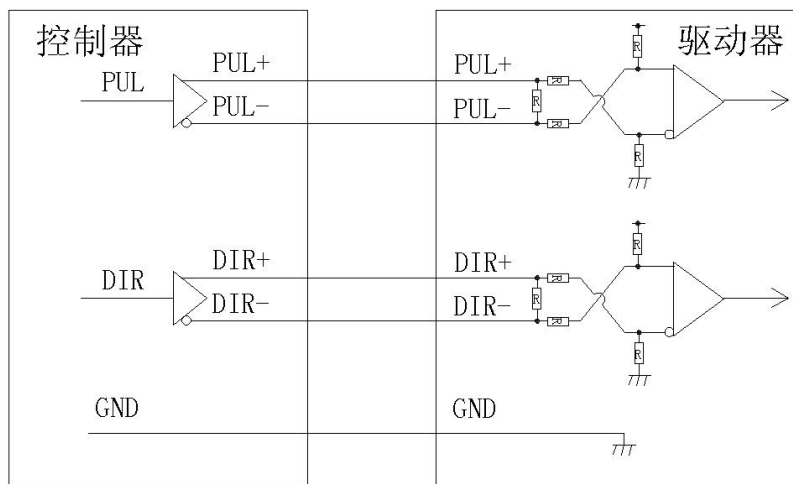 控制器
驱动器
PUL
PUL+
PUL-
PUL+
PUL-
R
R
R
R
R
DIR
DIR+
DIR-
DIR+
DIR-
R
R
R
R
R
GND
GND